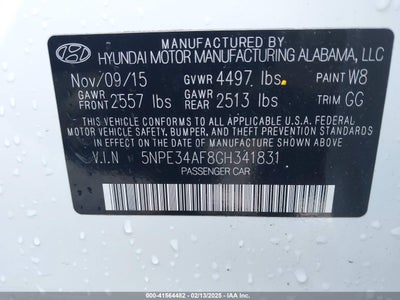 MANUFACTURED BY
HYUNDAI MOTOR MANUFACTURING ALABAMA, LLC
Nov/09/15 GVWR 4497 lbs. PAINT W8
GAWR FRONT 2557 lbs GAWR REAR 2513 lbs TRIM GG
THIS VEHICLE CONFORMS TO ALL APPLICABLE U.S.A. FEDERAL
MOTOR VEHICLE SAFETY, BUMPER, AND THEFT PREVENTION
STANDARDS IN EFFECT ON THE DATE OF MANUFACTURE
SHOWN ABOVE.
V.I.N 5NPE34AF8GH341831
PASSENGER CAR
000-41564482 - 02/13/2025 - IAAI.COM